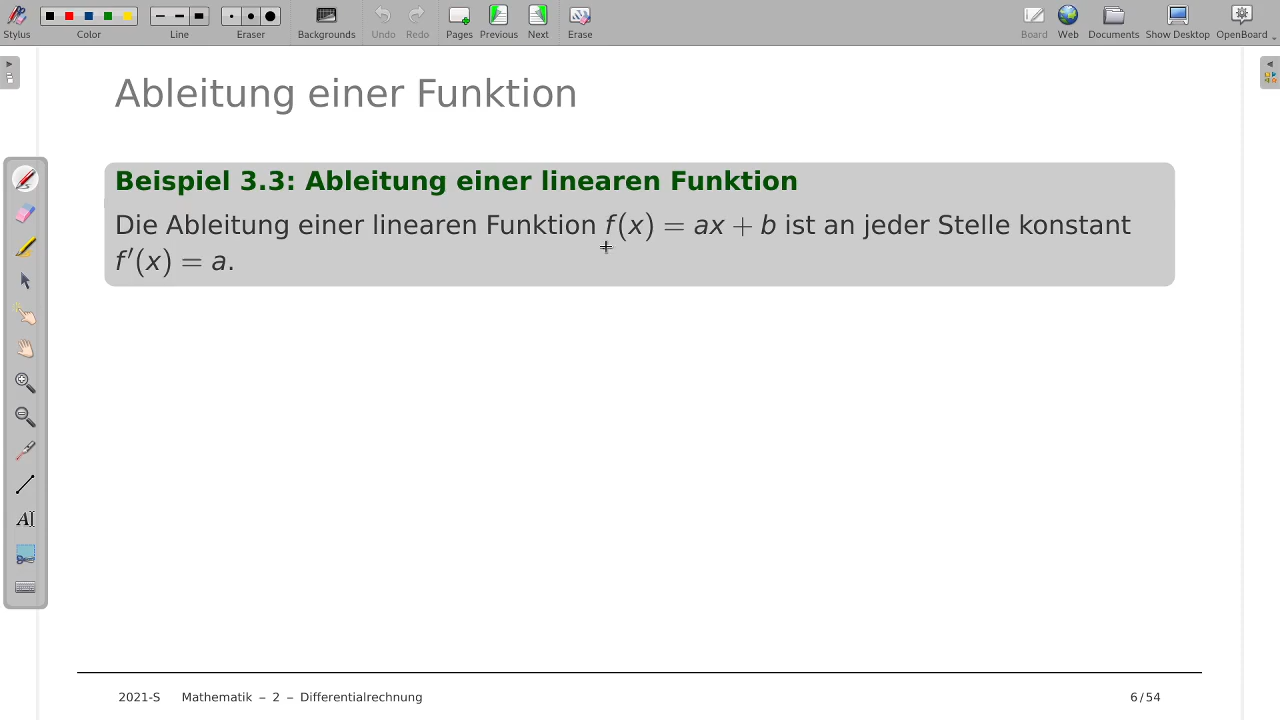 Stylus Color Line Eraser Backgrounds Undo Redo Pages Previous Next Erase Board Web Documents Show Desktop OpenBoard
Ableitung einer Funktion
Beispiel 3.3: Ableitung einer linearen Funktion
Die Ableitung einer linearen Funktion f(x) = ax + b ist an jeder Stelle konstant
f′(x) = a.
AI
2021-S Mathematik – 2 – Differentialrechnung 6/54